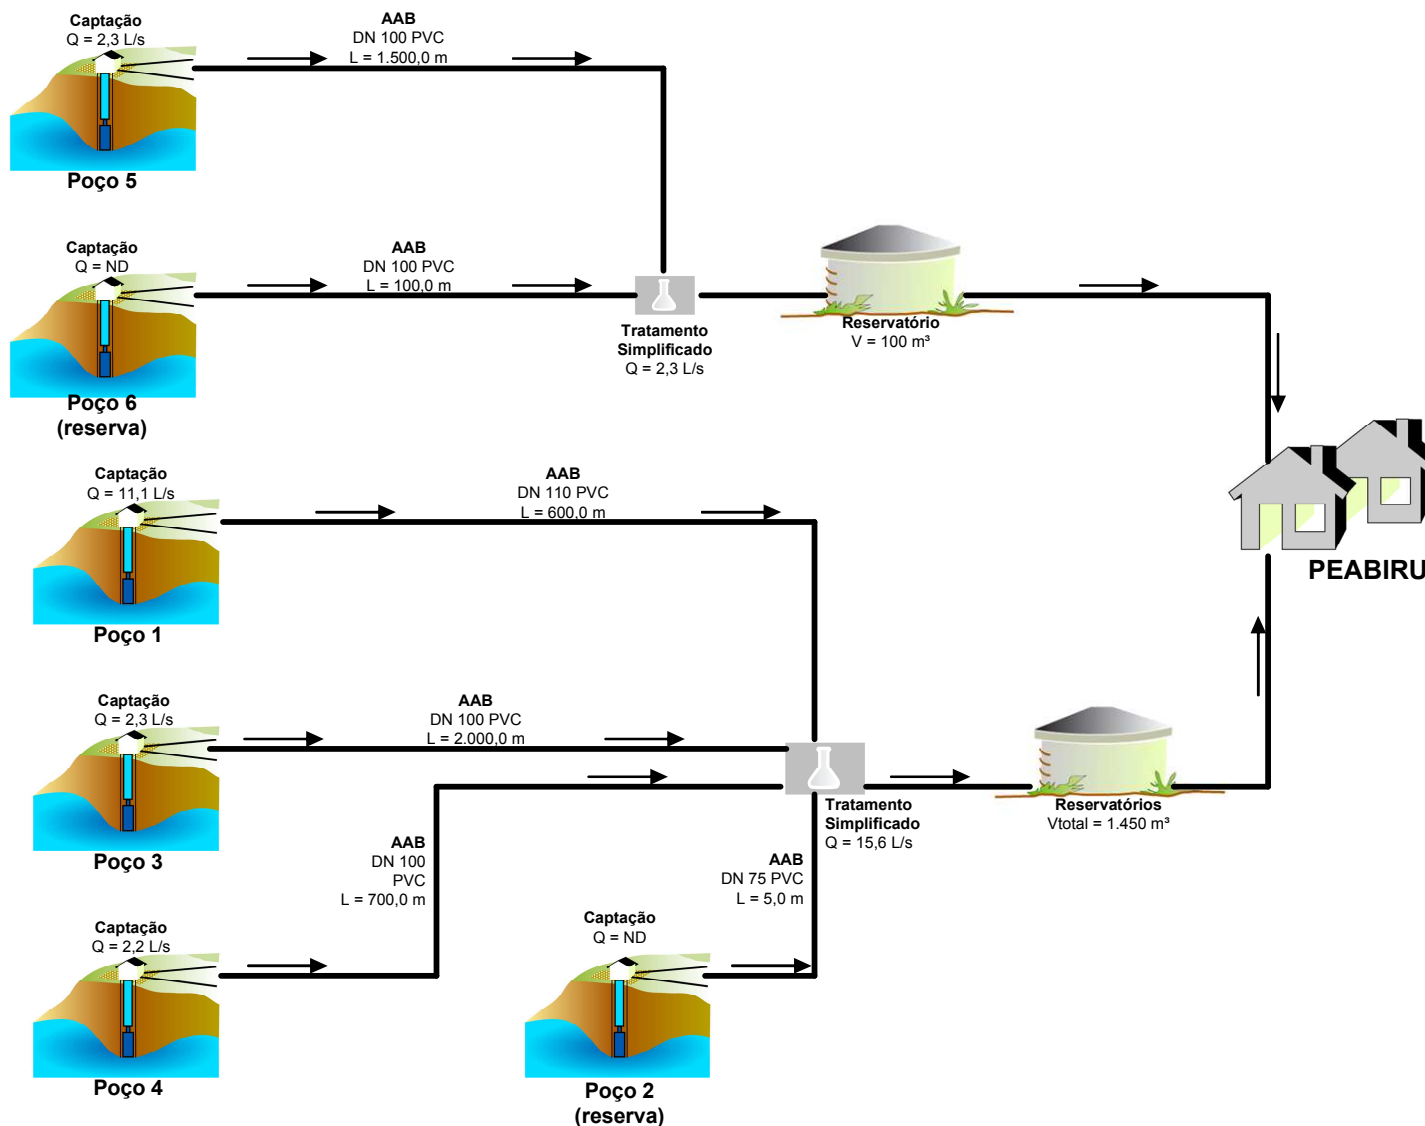 Captação
Q = 2,3 L/s
AAB
DN 100 PVC
L = 1.500,0 m
Poço 5
Captação
Q = ND
AAB
DN 100 PVC
L = 100,0 m
Poço 6
(reserva)
Tratamento
Simplificado
Q = 2,3 L/s
Reservatório
V = 100 m³
Captação
Q = 11,1 L/s
AAB
DN 110 PVC
L = 600,0 m
Poço 1
PEABIRU
Captação
Q = 2,3 L/s
AAB
DN 100 PVC
L = 2.000,0 m
Poço 3
Tratamento
Simplificado
Q = 15,6 L/s
Reservatórios
Vtotal = 1.450 m³
AAB
DN 100
PVC
L = 700,0 m
AAB
DN 75 PVC
L = 5,0 m
Captação
Q = 2,2 L/s
Poço 4
Captação
Q = ND
Poço 2
(reserva)